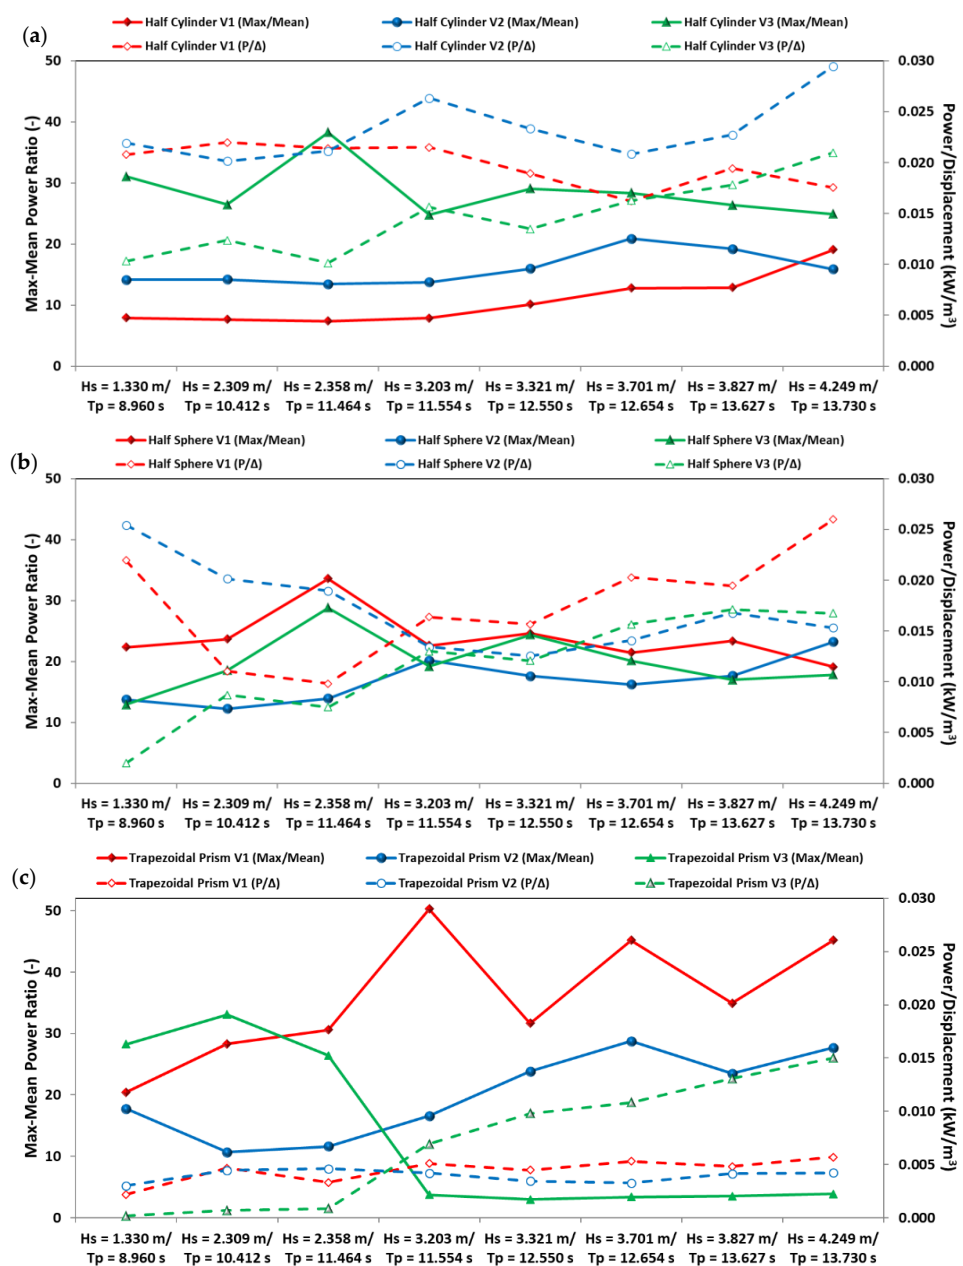 (a)
Half Cylinder V1 (Max/Mean) Half Cylinder V2 (Max/Mean) Half Cylinder V3 (Max/Mean)
Half Cylinder V1 (P/Δ) Half Cylinder V2 (P/Δ) Half Cylinder V3 (P/Δ)
Max-Mean Power Ratio (-)
50
40
30
20
10
0
0.030
0.025
0.020
0.015
0.010
0.005
0.000
Power/Displacement (kW/m³)
Hs = 1.330 m/ Hs = 2.309 m/ Hs = 2.358 m/ Hs = 3.203 m/ Hs = 3.321 m/ Hs = 3.701 m/ Hs = 3.827 m/ Hs = 4.249 m/
Tp = 8.960 s Tp = 10.412 s Tp = 11.464 s Tp = 11.554 s Tp = 12.550 s Tp = 12.654 s Tp = 13.627 s Tp = 13.730 s
(b)
Half Sphere V1 (Max/Mean) Half Sphere V2 (Max/Mean) Half Sphere V3 (Max/Mean)
Half Sphere V1 (P/Δ) Half Sphere V2 (P/Δ) Half Sphere V3 (P/Δ)
Max-Mean Power Ratio (-)
50
40
30
20
10
0
0.030
0.025
0.020
0.015
0.010
0.005
0.000
Power/Displacement (kW/m³)
Hs = 1.330 m/ Hs = 2.309 m/ Hs = 2.358 m/ Hs = 3.203 m/ Hs = 3.321 m/ Hs = 3.701 m/ Hs = 3.827 m/ Hs = 4.249 m/
Tp = 8.960 s Tp = 10.412 s Tp = 11.464 s Tp = 11.554 s Tp = 12.550 s Tp = 12.654 s Tp = 13.627 s Tp = 13.730 s
(c)
Trapezoidal Prism V1 (Max/Mean) Trapezoidal Prism V2 (Max/Mean) Trapezoidal Prism V3 (Max/Mean)
Trapezoidal Prism V1 (P/Δ) Trapezoidal Prism V2 (P/Δ) Trapezoidal Prism V3 (P/Δ)
Max-Mean Power Ratio (-)
50
40
30
20
10
0
0.030
0.025
0.020
0.015
0.010
0.005
0.000
Power/Displacement (kW/m³)
Hs = 1.330 m/ Hs = 2.309 m/ Hs = 2.358 m/ Hs = 3.203 m/ Hs = 3.321 m/ Hs = 3.701 m/ Hs = 3.827 m/ Hs = 4.249 m/
Tp = 8.960 s Tp = 10.412 s Tp = 11.464 s Tp = 11.554 s Tp = 12.550 s Tp = 12.654 s Tp = 13.627 s Tp = 13.730 s